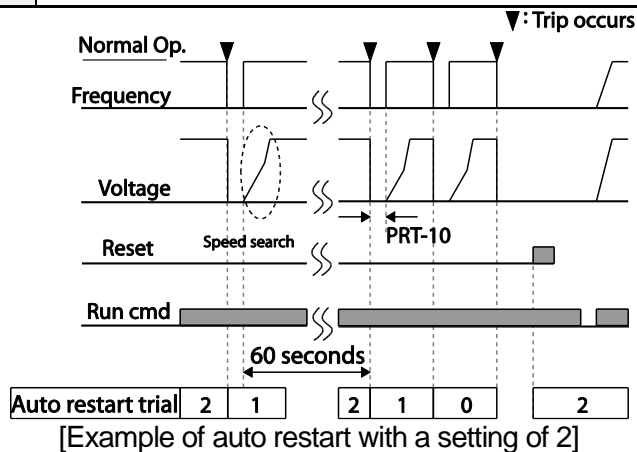 ▼: Trip occurs
Normal Op.
Frequency
Voltage
PRT-10
Speed search
Reset
Run cmd
60 seconds
Auto restart trial 2 1 2 1 0 2
[Example of auto restart with a setting of 2]